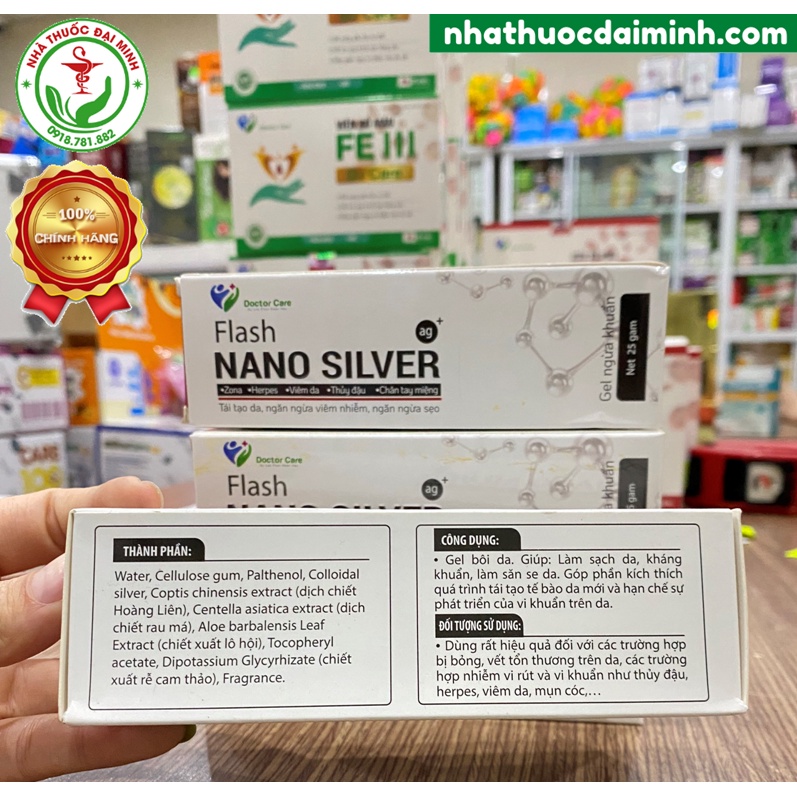 NHÀ THUỐC ĐẠI MINH
0918.781.882
nhathuocdaiminh.com
100%
CHÍNH HÃNG
FE III
Doctor Care
Flash
NANO SILVER
ag+
•Zona •Herpes •Viêm da •Thủy đậu •Chân tay miệng
Tái tạo da, ngăn ngừa viêm nhiễm, ngăn ngừa sẹo
Gel ngừa khuẩn
Net 25 gam
Doctor Care
Flash
NANO SILVER
ag+
THÀNH PHẦN:
Water, Cellulose gum, Palthenol, Colloidal
silver, Coptis chinensis extract (dịch chiết
Hoàng Liên), Centella asiatica extract (dịch
chiết rau má), Aloe barbalensis Leaf
Extract (chiết xuất lô hội), Tocopheryl
acetate, Dipotassium Glycyrhizate (chiết
xuất rễ cam thảo), Fragrance.
CÔNG DỤNG:
• Gel bôi da. Giúp: Làm sạch da, kháng
khuẩn, làm săn se da. Góp phần kích thích
quá trình tái tạo tế bào da mới và hạn chế sự
phát triển của vi khuẩn trên da.
ĐỐI TƯỢNG SỬ DỤNG:
• Dùng rất hiệu quả đối với các trường hợp
bị bỏng, vết tổn thương trên da, các trường
hợp nhiễm vi rút và vi khuẩn như thủy đậu,
herpes, viêm da, mụn cóc,...